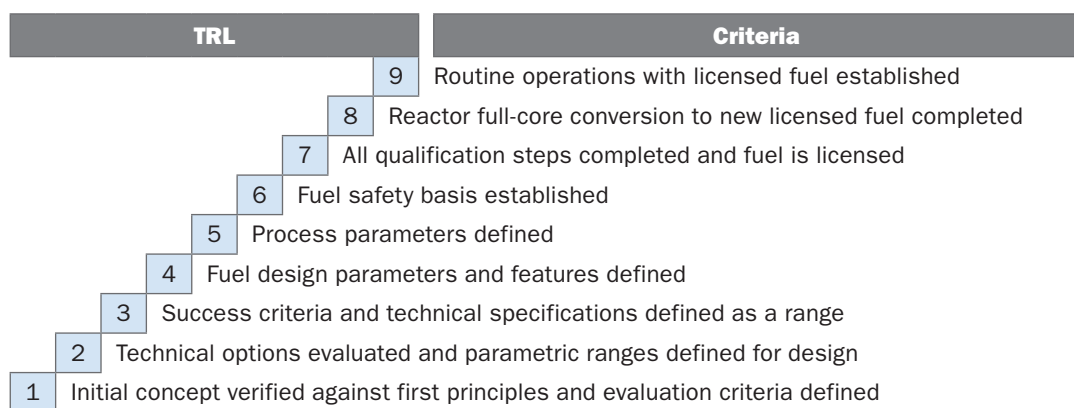 TRL Criteria
9 Routine operations with licensed fuel established
8 Reactor full-core conversion to new licensed fuel completed
7 All qualification steps completed and fuel is licensed
6 Fuel safety basis established
5 Process parameters defined
4 Fuel design parameters and features defined
3 Success criteria and technical specifications defined as a range
2 Technical options evaluated and parametric ranges defined for design
1 Initial concept verified against first principles and evaluation criteria defined